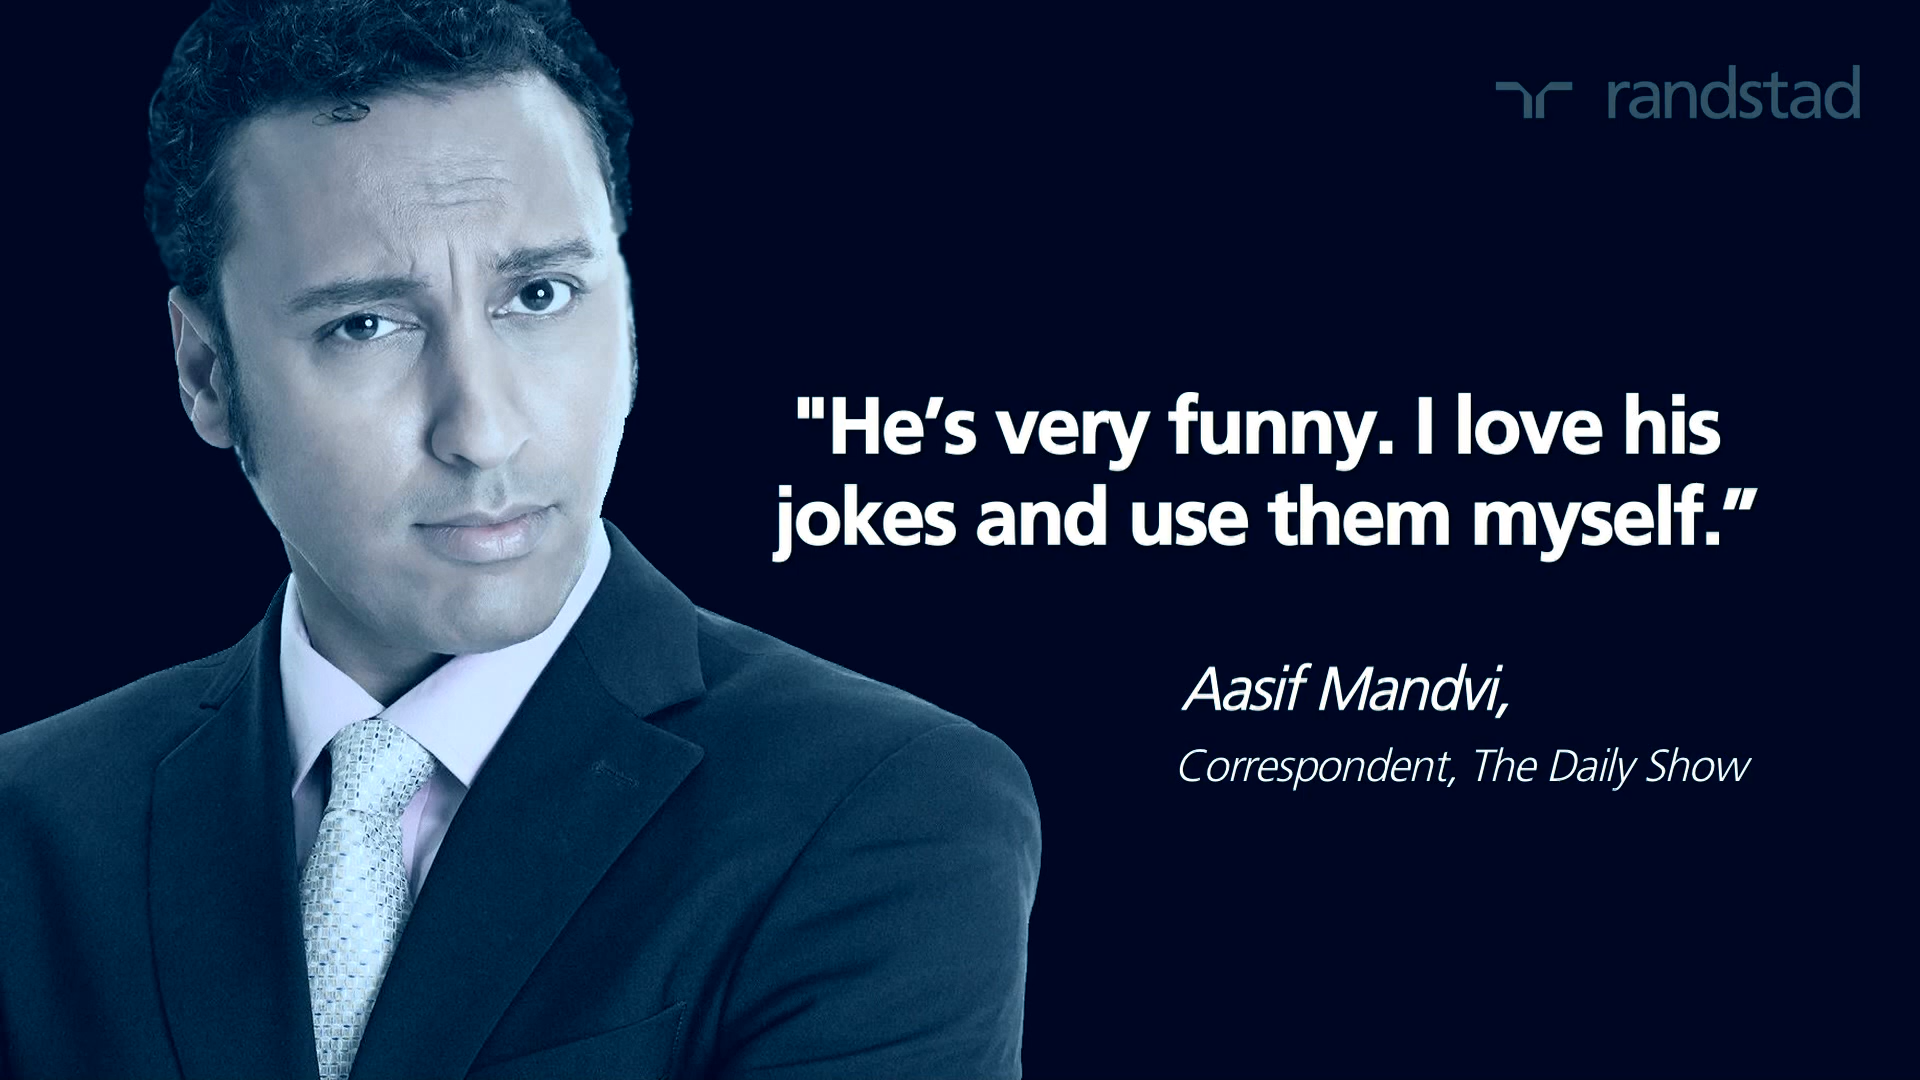 randstad
"He’s very funny. I love his
jokes and use them myself.”
Aasif Mandvi,
Correspondent, The Daily Show